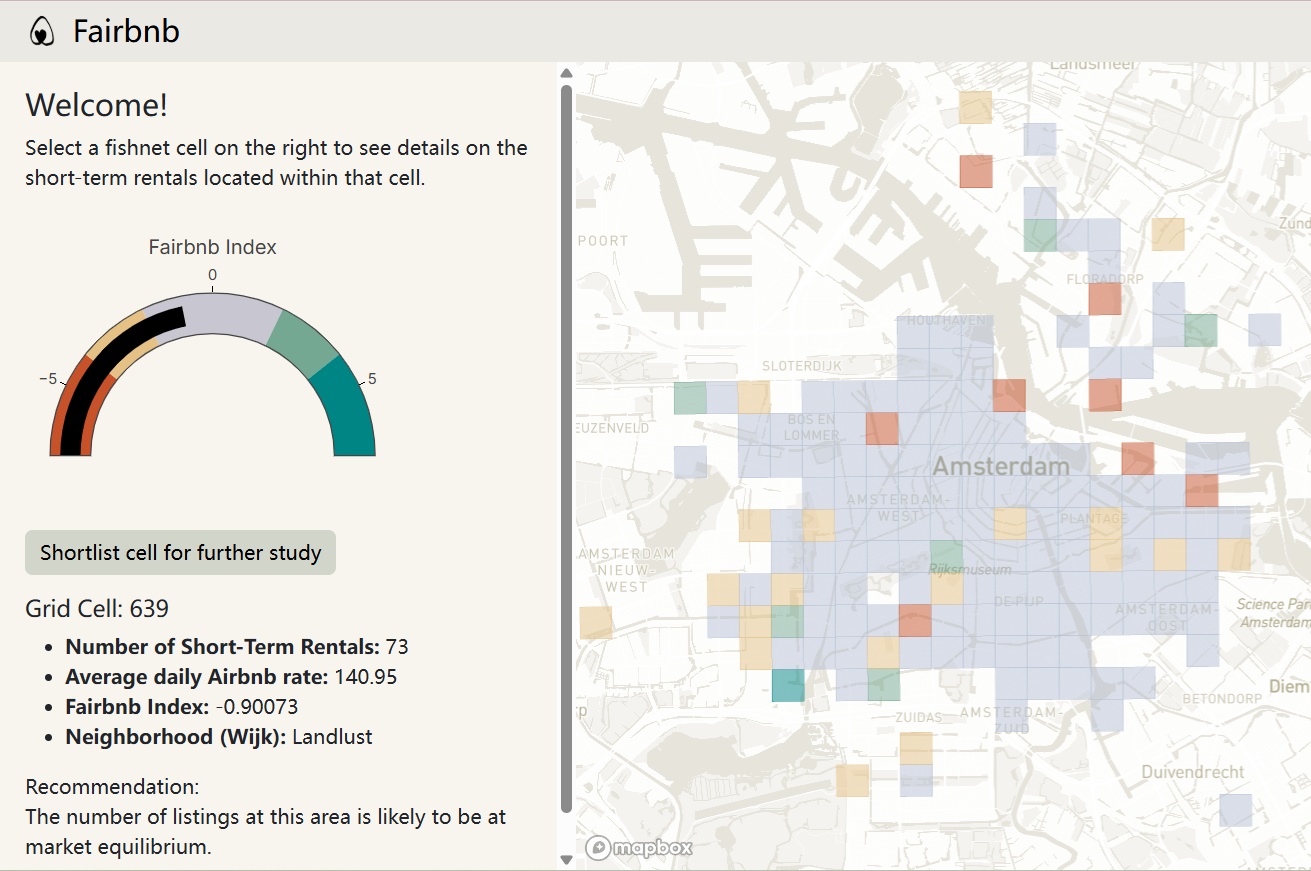 Fairbnb
Welcome!
Select a fishnet cell on the right to see details on the
short-term rentals located within that cell.
Fairbnb Index
0
−5
5
Shortlist cell for further study
Grid Cell: 639
• Number of Short-Term Rentals: 73
• Average daily Airbnb rate: 140.95
• Fairbnb Index: -0.90073
• Neighborhood (Wijk): Landlust
Recommendation:
The number of listings at this area is likely to be at
market equilibrium.
Landsmeer
POORT
Zund
FLORADORP
HOUTHAVEN
SLOTERDIJK
EUZENVELD
BOS EN
LOMMER
Amsterdam
AMSTERDAM-
WEST
PLANTAGE
AMSTERDAM
NIEUW-
WEST
Rijksmuseum
DE PIJP
AMSTERDAM-
OOST
Science Par
Amsterdam
Diem
BETONDORP
ZUIDAS
AMSTERDAM-
ZUID
Duivendrecht
mapbox